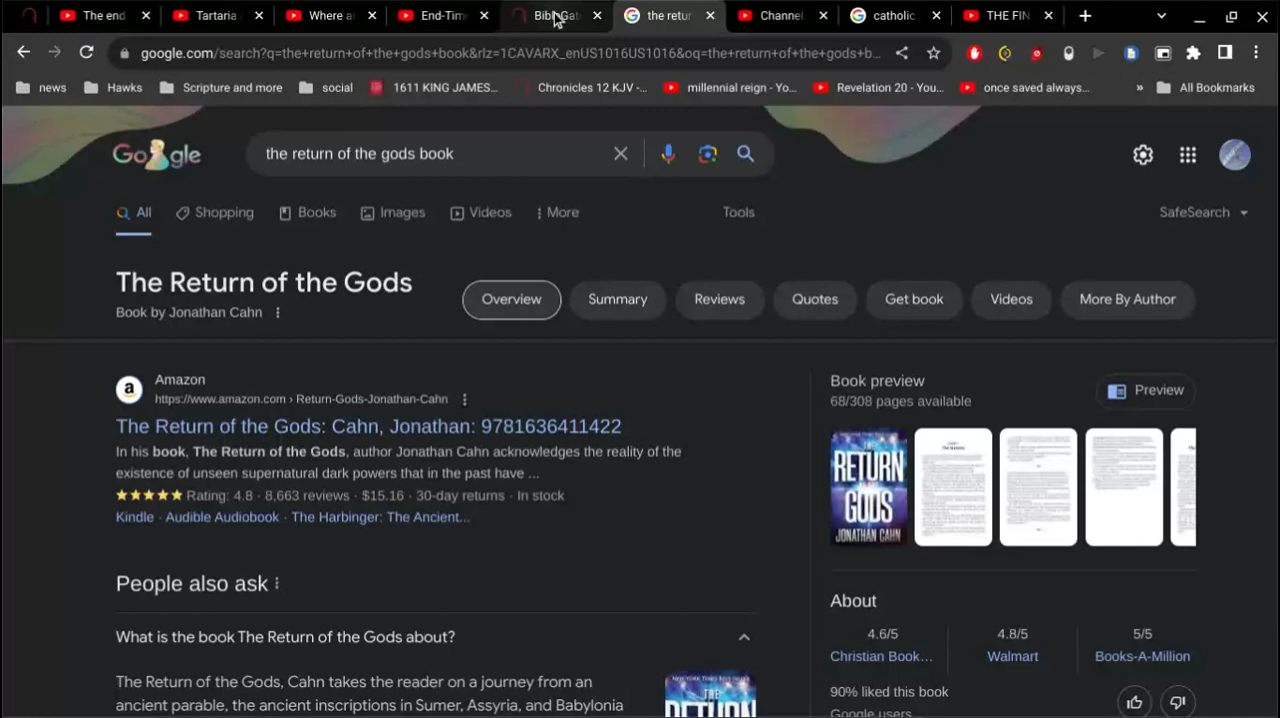 The end
Tartaria
Where a
End-Time
BibleGate
the retur
Channel
catholic
THE FIN
google.com/search?q=the+return+of+the+gods+book&rlz=1CAVARX_enUS1016US1016&oq=the+return+of+the+gods+b...
news
Hawks
Scripture and more
social
1611 KING JAMES...
Chronicles 12 KJV -...
millennial reign - Yo...
Revelation 20 - You...
once saved always...
»
All Bookmarks
Google
the return of the gods book
All
Shopping
Books
Images
Videos
More
Tools
SafeSearch
The Return of the Gods
Book by Jonathan Cahn
Overview
Summary
Reviews
Quotes
Get book
Videos
More By Author
Amazon
https://www.amazon.com › Return-Gods-Jonathan-Cahn
The Return of the Gods: Cahn, Jonathan: 9781636411422
In his book, The Return of the Gods, author Jonathan Cahn acknowledges the reality of the
existence of unseen supernatural dark powers that in the past have ...
Rating: 4.8 · 8,663 reviews · $15.16 · 30-day returns · In stock
Kindle · Audible Audiobook · The Harbinger: The Ancient...
People also ask
What is the book The Return of the Gods about?
The Return of the Gods, Cahn takes the reader on a journey from an
ancient parable, the ancient inscriptions in Sumer, Assyria, and Babylonia
THE
RETURN
Book preview
68/308 pages available
Preview
RETURN
GODS
JONATHAN CAHN
About
4.6/5
Christian Book...
4.8/5
Walmart
5/5
Books-A-Million
90% liked this book
Google users